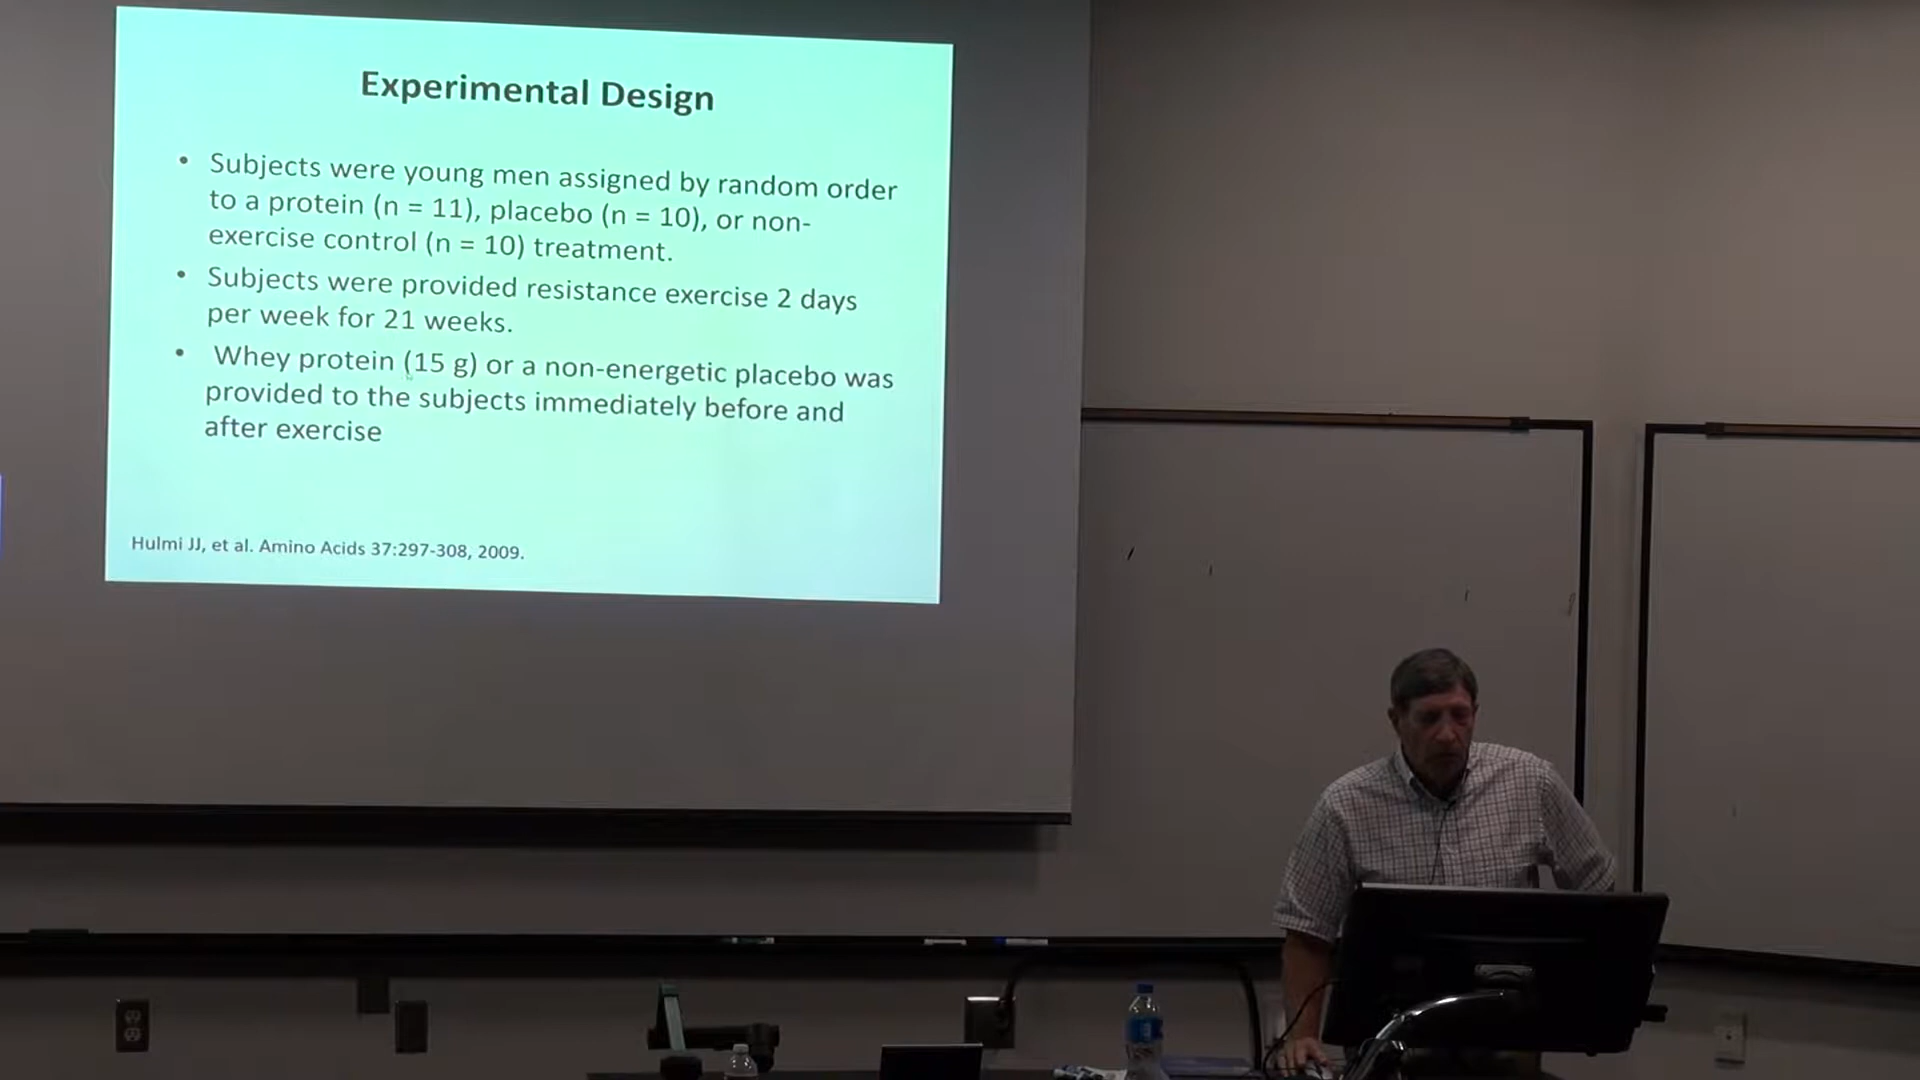 Experimental Design
• Subjects were young men assigned by random order
to a protein (n = 11), placebo (n = 10), or non-
exercise control (n = 10) treatment.
• Subjects were provided resistance exercise 2 days
per week for 21 weeks.
• Whey protein (15 g) or a non-energetic placebo was
provided to the subjects immediately before and
after exercise
Hulmi JJ, et al. Amino Acids 37:297-308, 2009.